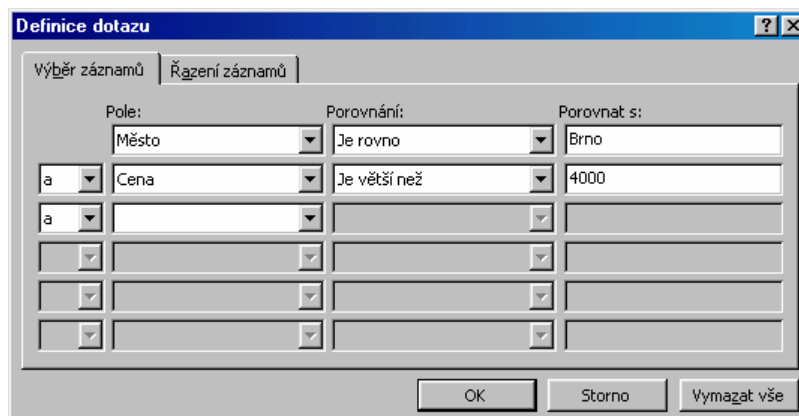 Definice dotazu
Výběr záznamů Řazení záznamů
Pole: Porovnání: Porovnat s:
Město Je rovno Brno
a Cena Je větší než 4000
a
OK Storno Vymazat vše